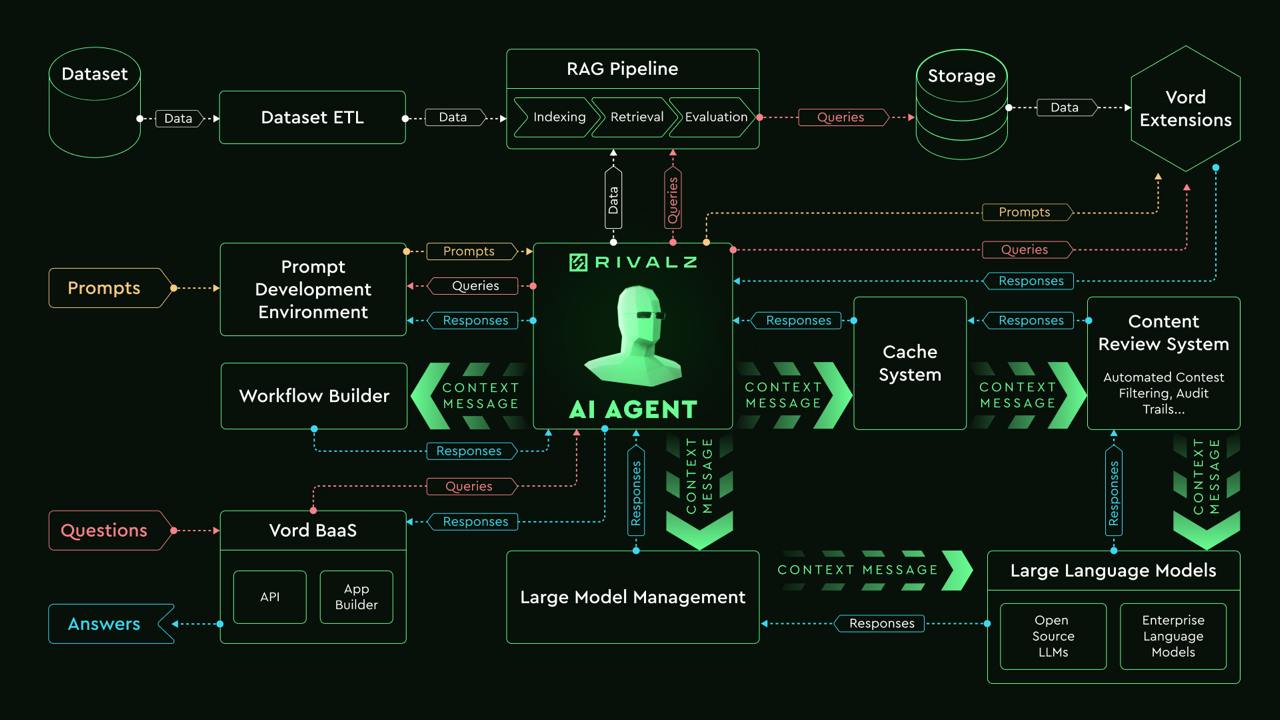 Dataset
Data
Dataset ETL
Data
RAG Pipeline
Indexing
Retrieval
Evaluation
Queries
Storage
Data
Vord
Extensions
Data
Queries
Prompts
Queries
Responses
Prompts
Prompt
Development
Environment
Prompts
Queries
Responses
RIVALZ
AI AGENT
Responses
Cache
System
Responses
Content
Review System
Automated Contest
Filtering, Audit
Trails...
Workflow Builder
CONTEXT
MESSAGE
CONTEXT
MESSAGE
CONTEXT
MESSAGE
Responses
Queries
Responses
Responses
CONTEXT
MESSAGE
Responses
CONTEXT
MESSAGE
Questions
Vord BaaS
API
App
Builder
Answers
Large Model Management
CONTEXT MESSAGE
Responses
Large Language Models
Open
Source
LLMs
Enterprise
Language
Models